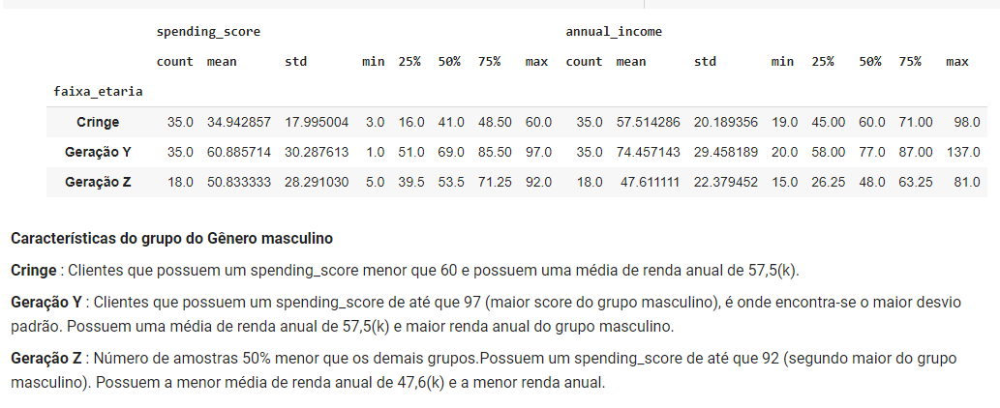 spending_score annual_income
count mean std min 25% 50% 75% max count mean std min 25% 50% 75% max
faixa_etaria
Cringe 35.0 34.942857 17.995004 3.0 16.0 41.0 48.50 60.0 35.0 57.514286 20.189356 19.0 45.00 60.0 71.00 98.0
Geração Y 35.0 60.885714 30.287613 1.0 51.0 69.0 85.50 97.0 35.0 74.457143 29.458189 20.0 58.00 77.0 87.00 137.0
Geração Z 18.0 50.833333 28.291030 5.0 39.5 53.5 71.25 92.0 18.0 47.611111 22.379452 15.0 26.25 48.0 63.25 81.0
Características do grupo do Gênero masculino
Cringe : Clientes que possuem um spending_score menor que 60 e possuem uma média de renda anual de 57,5(k).
Geração Y : Clientes que possuem um spending_score de até que 97 (maior score do grupo masculino), é onde encontra-se o maior desvio
padrão. Possuem uma média de renda anual de 57,5(k) e maior renda anual do grupo masculino.
Geração Z : Número de amostras 50% menor que os demais grupos.Possuem um spending_score de até que 92 (segundo maior do grupo
masculino). Possuem a menor média de renda anual de 47,6(k) e a menor renda anual.